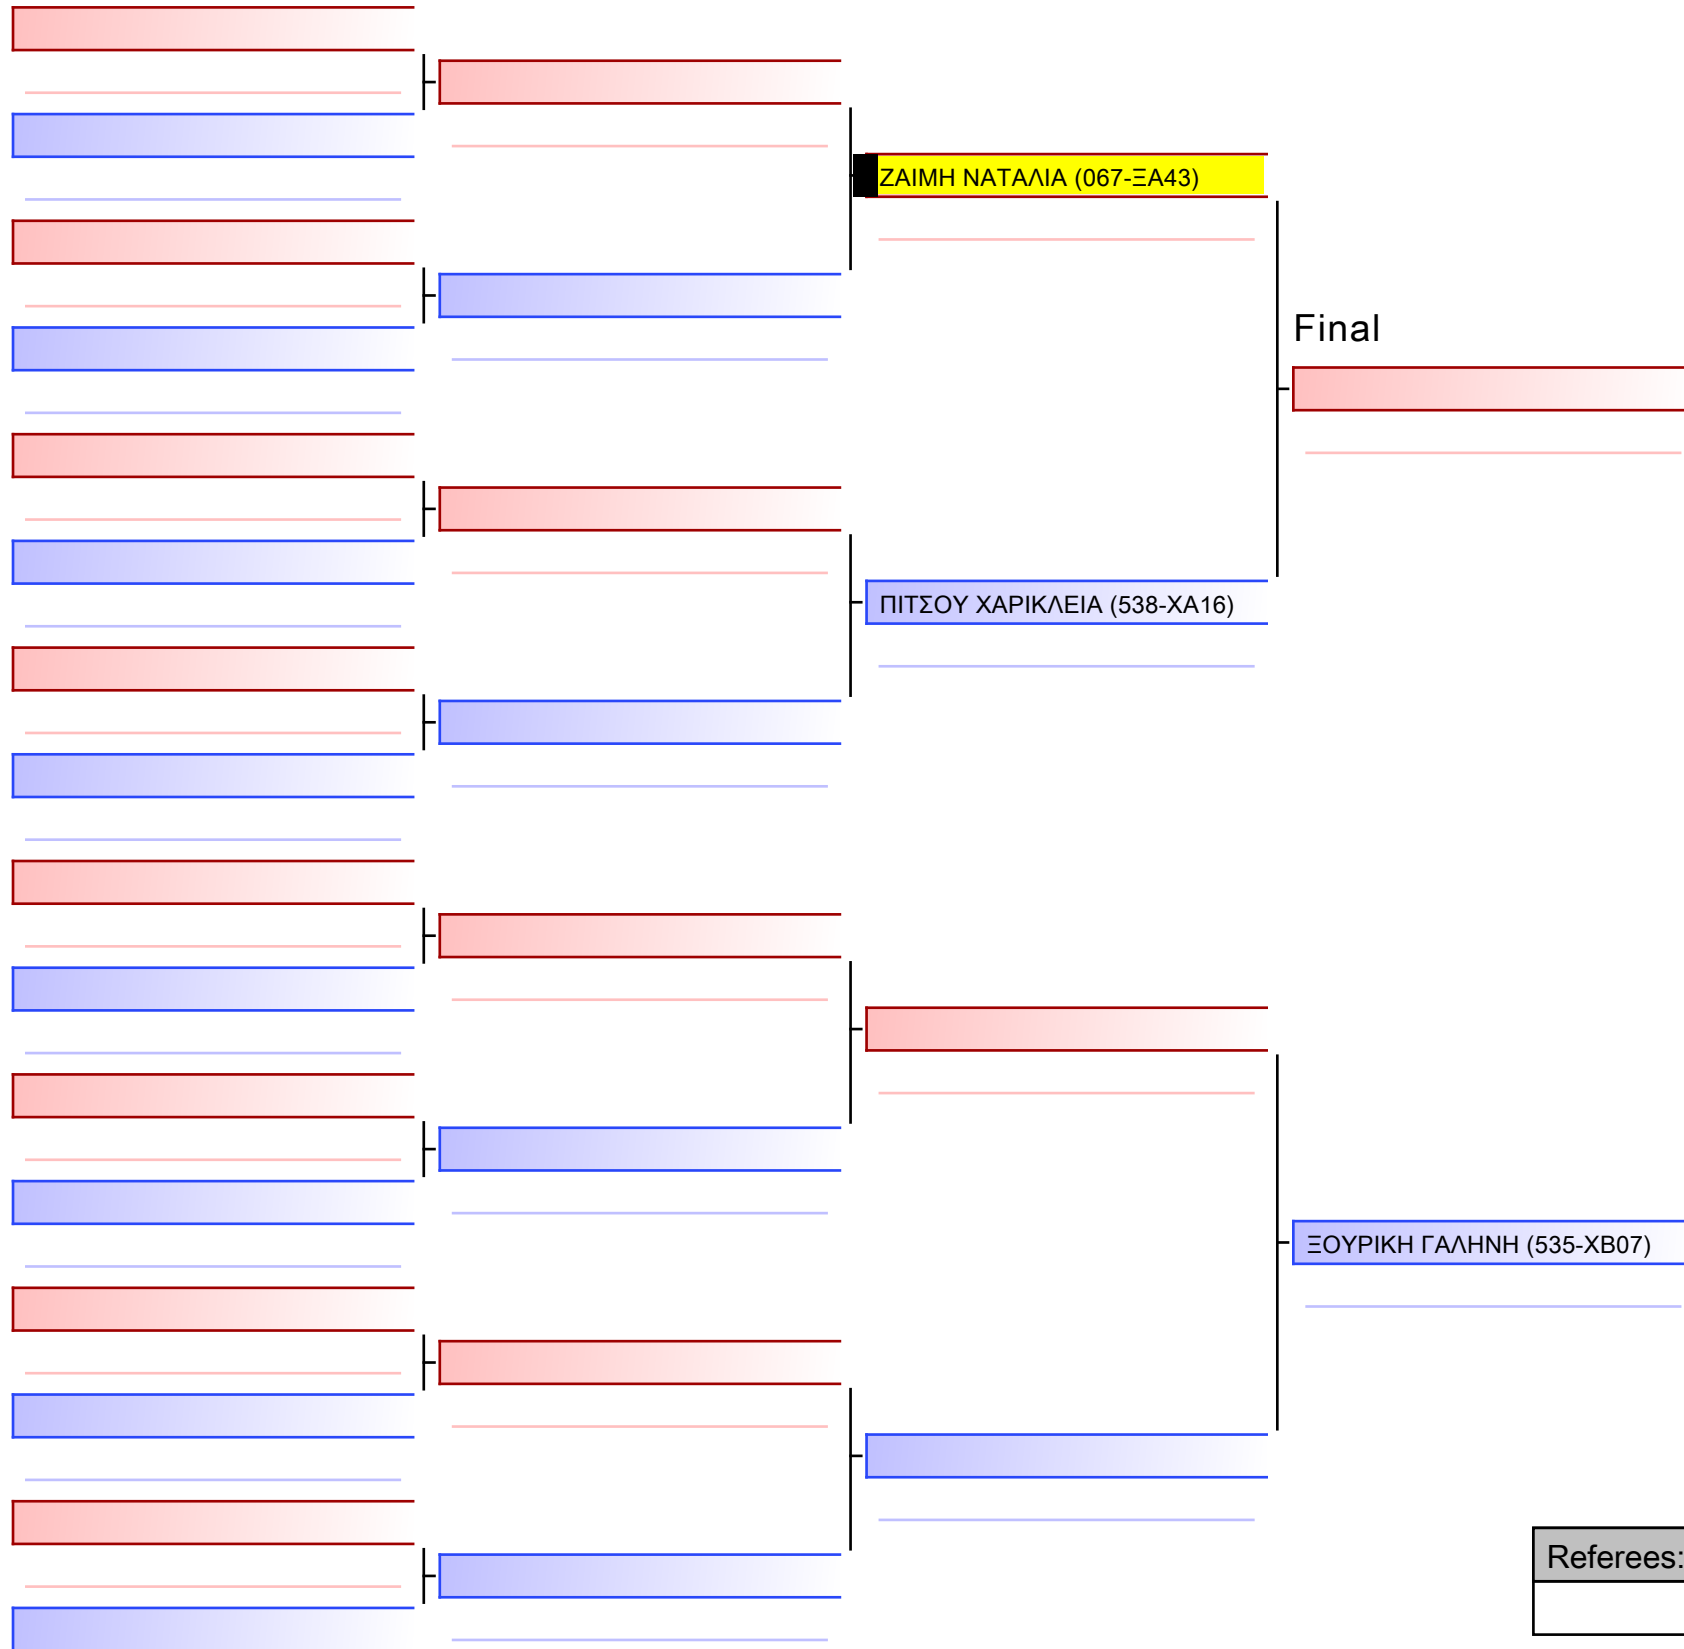 ΖΑΙΜΗ ΝΑΤΑΛΙΑ (067-ΞΑ43)
Final
ΠΙΤΣΟΥ ΧΑΡΙΚΛΕΙΑ (538-ΧΑ16)
ΞΟΥΡΙΚΗ ΓΑΛΗΝΗ (535-ΧΒ07)
Referees: